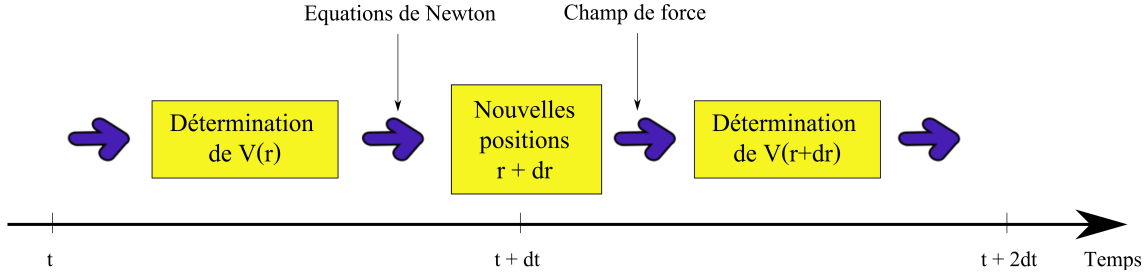 Equations de Newton
Champ de force
Détermination
de V(r)
Nouvelles
positions
r + dr
Détermination
de V(r+dr)
t
t + dt
t + 2dt
Temps